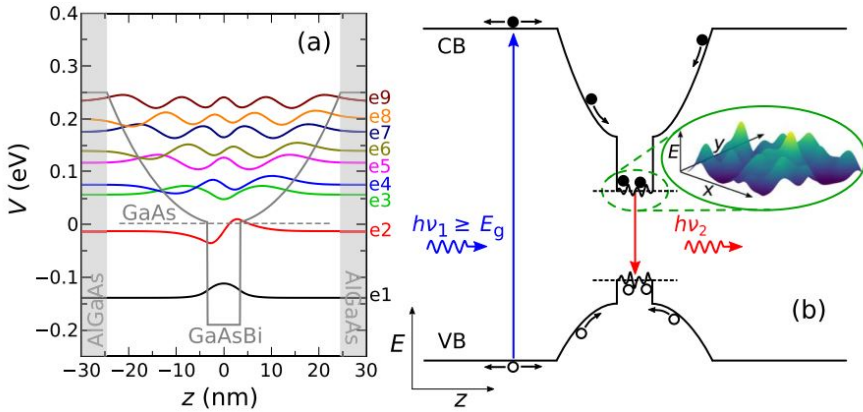 (a)
V (eV)
0.4
0.3
0.2
0.1
0
−0.1
−0.2
−30
−20
−10
0
10
20
30
z (nm)
AlGaAs
AlGaAs
GaAs
GaAsBi
e9
e8
e7
e6
e5
e4
e3
e2
e1
CB
VB
hν₁ ≥ E_g
hν₂
E
y
x
(b)
E
z